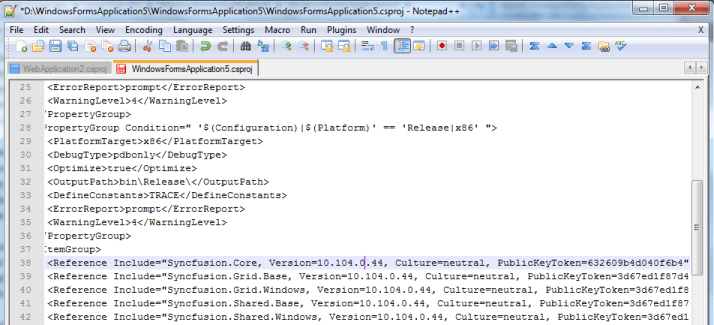 *D:\WindowsFormsApplication5\WindowsFormsApplication5\WindowsFormsApplication5.csproj - Notepad++
File Edit Search View Encoding Language Settings Macro Run Plugins Window ? X
WebApplication2.csproj WindowsFormsApplication5.csproj
25 <ErrorReport>prompt</ErrorReport>
26 <WarningLevel>4</WarningLevel>
27 PropertyGroup>
28 ropertyGroup Condition=" '$(Configuration)|$(Platform)' == 'Release|x86' ">
29 <PlatformTarget>x86</PlatformTarget>
30 <DebugType>pdbonly</DebugType>
31 <Optimize>true</Optimize>
32 <OutputPath>bin\Release\</OutputPath>
33 <DefineConstants>TRACE</DefineConstants>
34 <ErrorReport>prompt</ErrorReport>
35 <WarningLevel>4</WarningLevel>
36 PropertyGroup>
37 temGroup>
38 <Reference Include="Syncfusion.Core, Version=10.104.0.44, Culture=neutral, PublicKeyToken=632609b4d040f6b4"
39 <Reference Include="Syncfusion.Grid.Base, Version=10.104.0.44, Culture=neutral, PublicKeyToken=3d67ed1f87d4
40 <Reference Include="Syncfusion.Grid.Windows, Version=10.104.0.44, Culture=neutral, PublicKeyToken=3d67ed1f8
41 <Reference Include="Syncfusion.Shared.Base, Version=10.104.0.44, Culture=neutral, PublicKeyToken=3d67ed1f87
42 <Reference Include="Syncfusion.Shared.Windows, Version=10.104.0.44, Culture=neutral, PublicKeyToken=3d67ed1